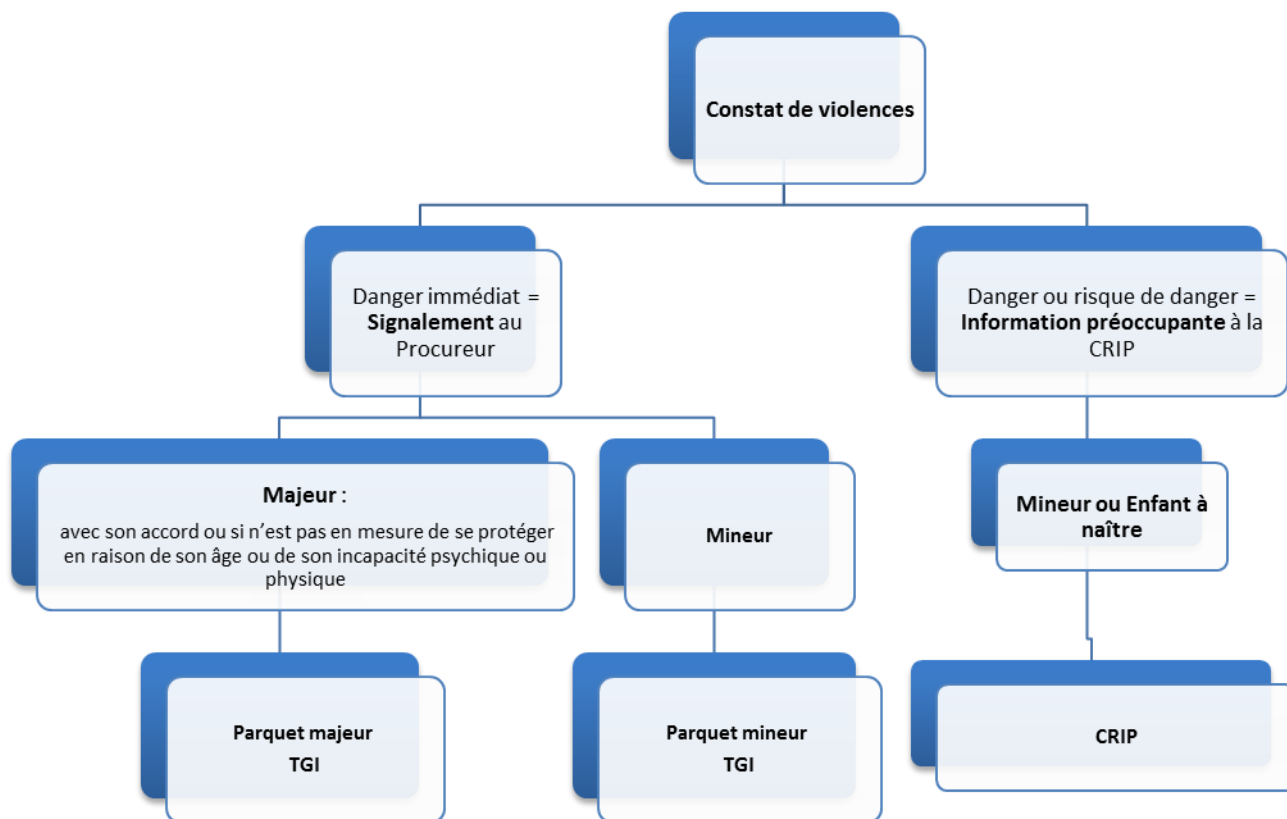 Constat de violences
Danger immédiat =
Signalement au
Procureur
Danger ou risque de danger =
Information préoccupante à la
CRIP
Majeur :
avec son accord ou si n’est pas en mesure de se protéger
en raison de son âge ou de son incapacité psychique ou
physique
Mineur
Mineur ou Enfant à
naître
Parquet majeur
TGI
Parquet mineur
TGI
CRIP